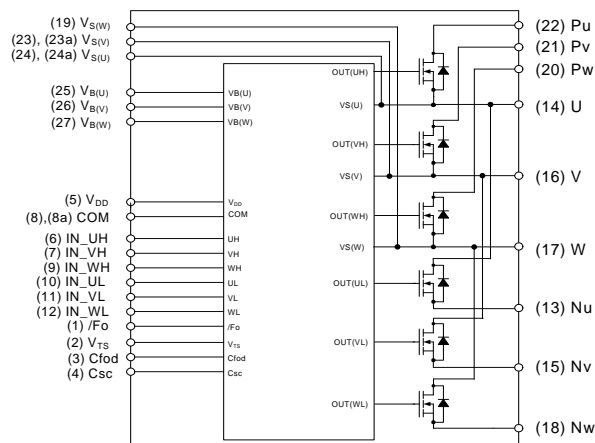 (19) VS(W)
(23), (23a) VS(V)
(24), (24a) VS(U)
(25) VB(U)
(26) VB(V)
(27) VB(W)
(5) VDD
(8),(8a) COM
(6) IN_UH
(7) IN_VH
(9) IN_WH
(10) IN_UL
(11) IN_VL
(12) IN_WL
(1) /Fo
(2) VTS
(3) Cfod
(4) Csc
VB(U)
VB(V)
VB(W)
VDD
COM
UH
VH
WH
UL
VL
WL
/Fo
VTS
Cfod
Csc
OUT(UH)
VS(U)
OUT(VH)
VS(V)
OUT(WH)
VS(W)
OUT(UL)
OUT(VL)
OUT(WL)
(22) Pu
(21) Pv
(20) Pw
(14) U
(16) V
(17) W
(13) Nu
(15) Nv
(18) Nw